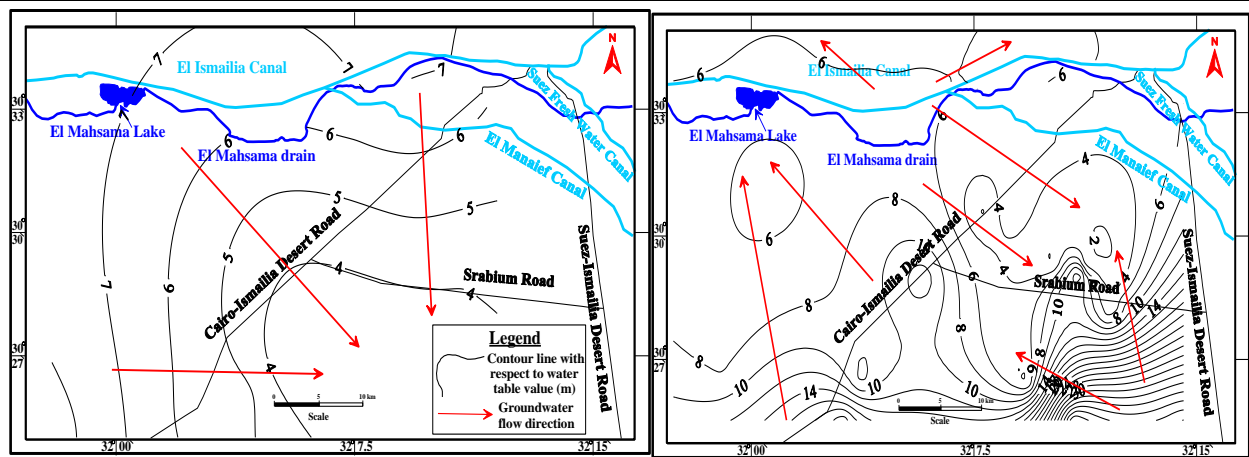 7
7
7
N
El Ismailia Canal
30°
33
El Mahsama Lake
El Mahsama drain
6
6
6
Suez Fresh Water Canal
El Manaief Canal
5
5
30°
30
Cairo-Ismailia Desert Road
Suez-Ismailia Desert Road
5
4
Srabium Road
4
7
6
30°
27
4
0 5 10 km
Scale
Legend
Contour line with
respect to water
table value (m)
Groundwater
flow direction
32°00'
32°7.5
32°15
6
6
6
N
El Ismailia Canal
6
30°
33
El Mahsama Lake
El Mahsama drain
6
Suez Fresh Water Canal
El Manaief Canal
4
8
8
4
6
30°
30
6
2
Cairo-Ismailia Desert Road
Suez-Ismailia Desert Road
6
4
4
Srabium Road
8
8
10
8
10
14
30°
27
8
8
6
10
10
14
0 5 10 km
Scale
32°00
32°7.5
32°15